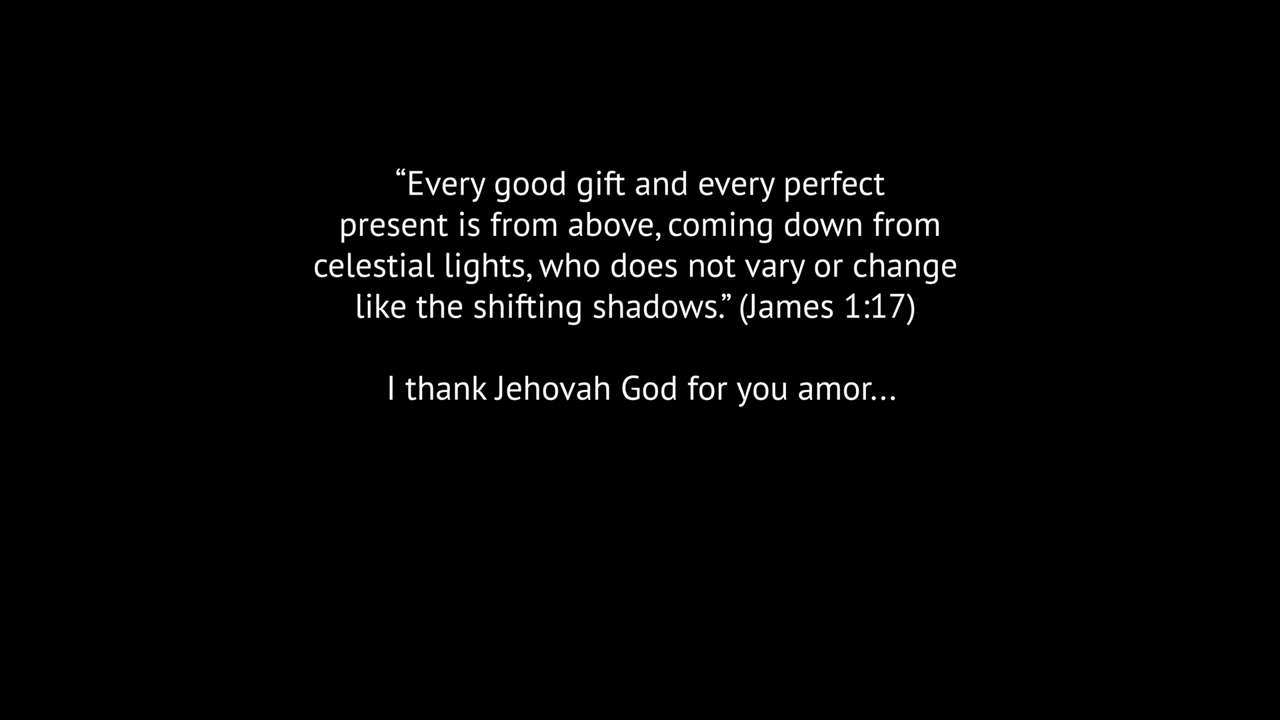 “Every good gift and every perfect
present is from above, coming down from
celestial lights, who does not vary or change
like the shifting shadows.” (James 1:17)
I thank Jehovah God for you amor...